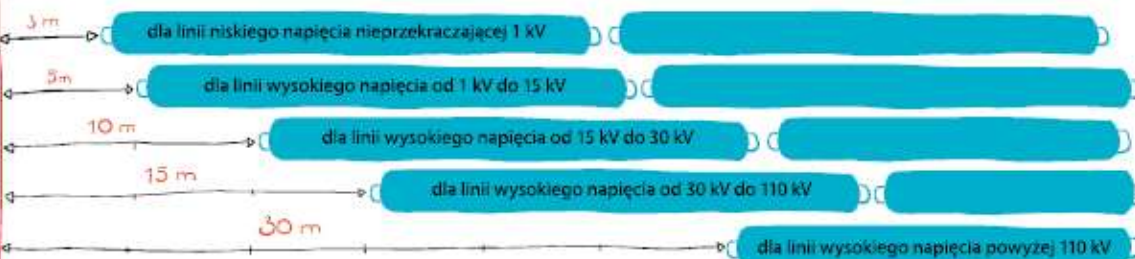 3 m
dla linii niskiego napięcia nieprzekraczającej 1 kV
5m
dla linii wysokiego napięcia od 1 kV do 15 kV
10 m
dla linii wysokiego napięcia od 15 kV do 30 kV
15 m
dla linii wysokiego napięcia od 30 kV do 110 kV
30 m
dla linii wysokiego napięcia powyżej 110 kV